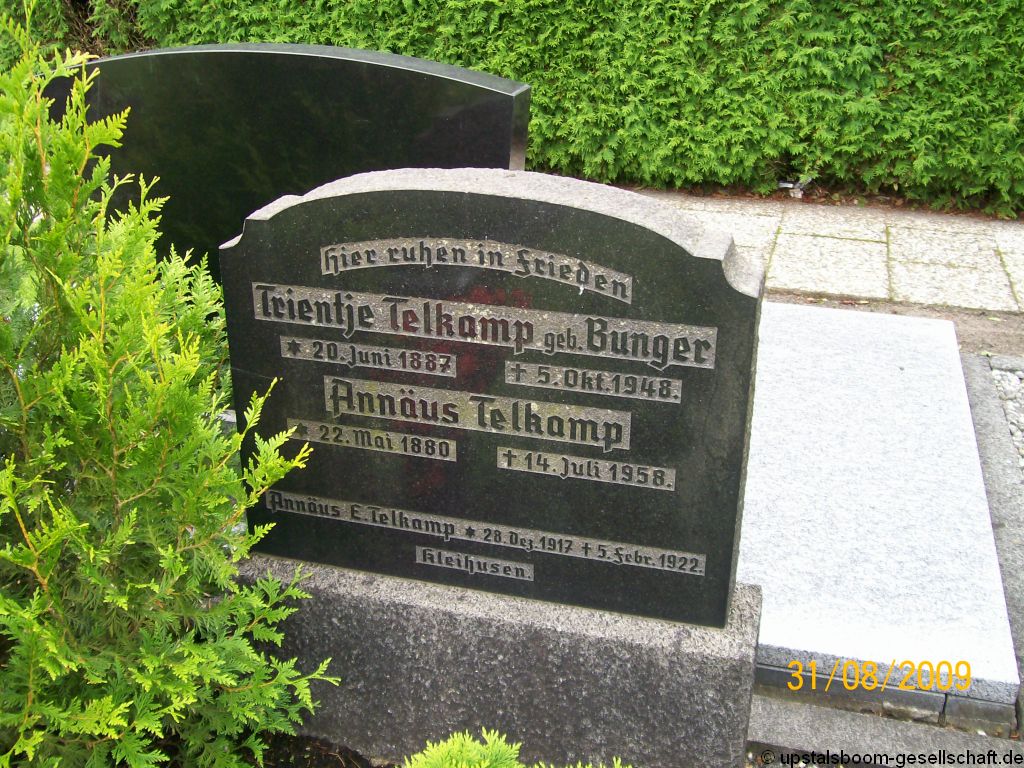 Hier ruhen in Frieden
Trientje Telkamp geb. Bunger
* 20. Juni 1887 † 5. Okt. 1948.
Annäus Telkamp
* 22. Mai 1880 † 14. Juli 1958.
Annäus E. Telkamp * 28. Dez. 1917 † 5. Febr. 1922.
Kleihusen.
31/08/2009
© upstalsboom-gesellschaft.de